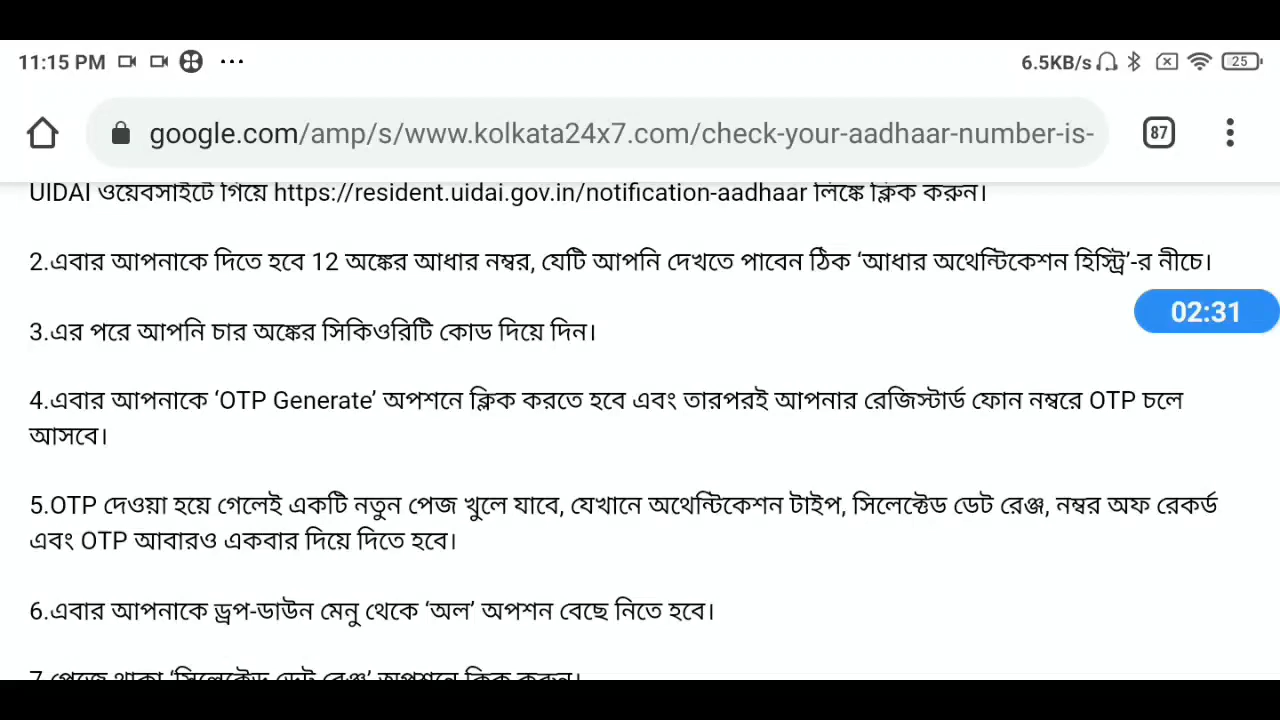 11:15 PM ... 6.5KB/s 25
google.com/amp/s/www.kolkata24x7.com/check-your-aadhaar-number-is- 87
UIDAI ওয়েবসাইটে গিয়ে https://resident.uidai.gov.in/notification-aadhaar লিঙ্কে ক্লিক করুন।
2.এবার আপনাকে দিতে হবে 12 অঙ্কের আধার নম্বর, যেটি আপনি দেখতে পাবেন ঠিক ‘আধার অথেন্টিকেশন হিস্ট্রি’-র নীচে।
02:31
3.এর পরে আপনি চার অঙ্কের সিকিওরিটি কোড দিয়ে দিন।
4.এবার আপনাকে ‘OTP Generate’ অপশনে ক্লিক করতে হবে এবং তারপরই আপনার রেজিস্টার্ড ফোন নম্বরে OTP চলে
আসবে।
5.OTP দেওয়া হয়ে গেলেই একটি নতুন পেজ খুলে যাবে, যেখানে অথেন্টিকেশন টাইপ, সিলেক্টেড ডেট রেঞ্জ, নম্বর অফ রেকর্ড
এবং OTP আবারও একবার দিয়ে দিতে হবে।
6.এবার আপনাকে ড্রপ-ডাউন মেনু থেকে ‘অল’ অপশন বেছে নিতে হবে।
7.পেজে থাকা ‘সিলেক্টেড ডেট রেঞ্জ’ অপশনে ক্লিক করুন।